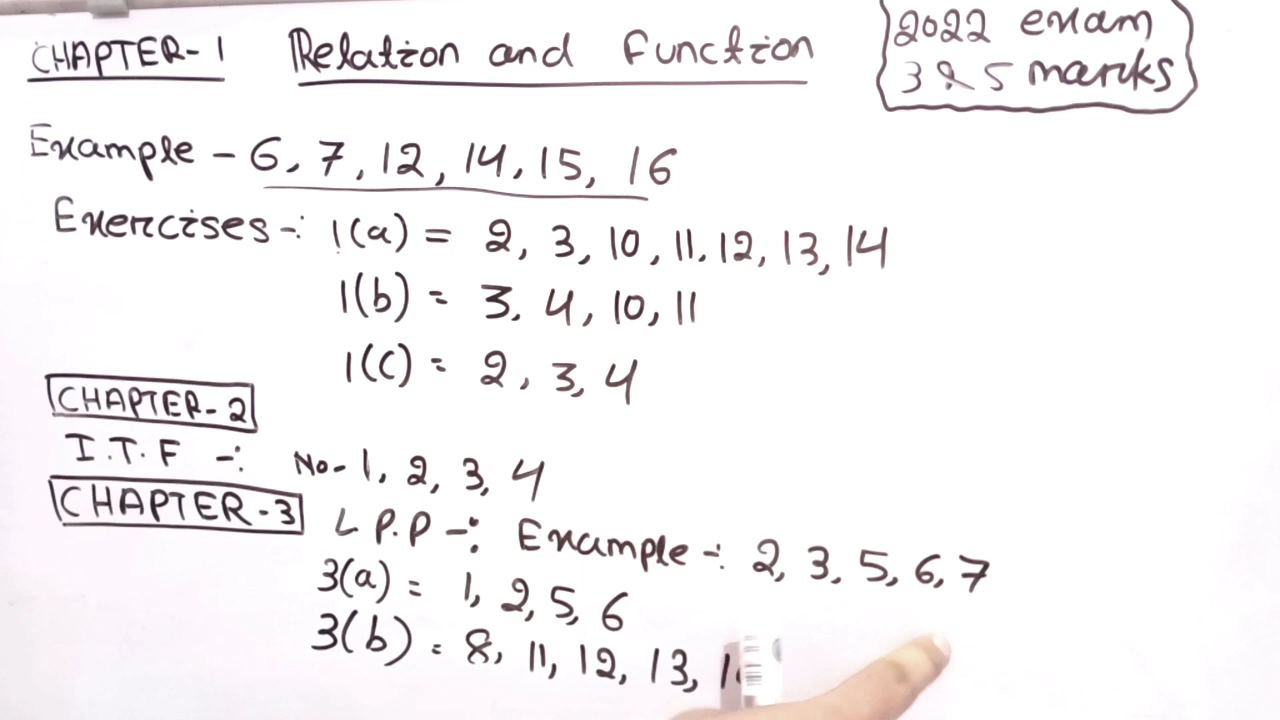 CHAPTER-1 Relation and function
2022 exam
3 & 5 marks
Example - 6, 7, 12, 14, 15, 16
Exercises -: 1(a) = 2, 3, 10, 11, 12, 13, 14
1(b) = 3, 4, 10, 11
1(c) = 2, 3, 4
CHAPTER-2
I.T.F -: No- 1, 2, 3, 4
CHAPTER-3
L P.P -: Example -: 2, 3, 5, 6, 7
3(a) = 1, 2, 5, 6
3(b) = 8, 11, 12, 13,